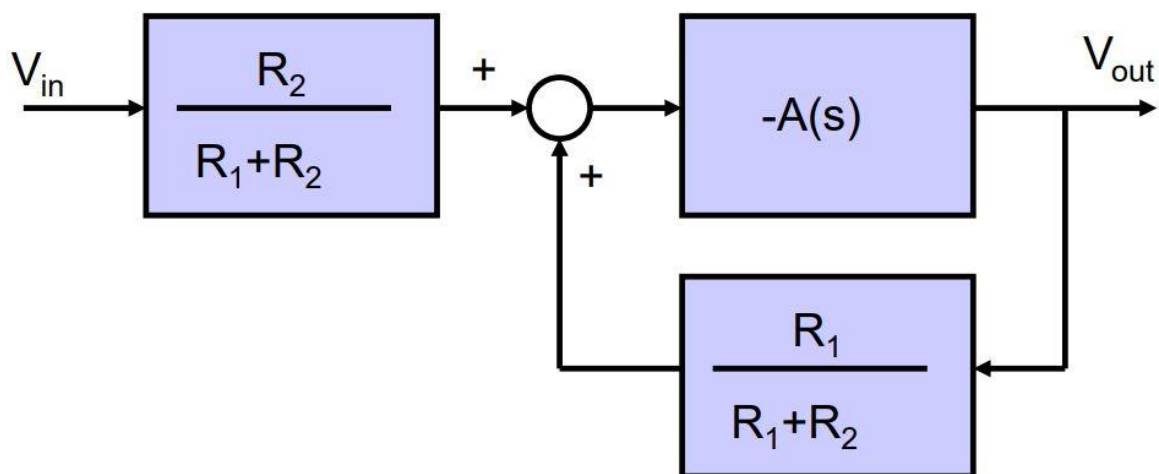 V_in
R_2
R_1+R_2
+
+
-A(s)
V_out
R_1
R_1+R_2